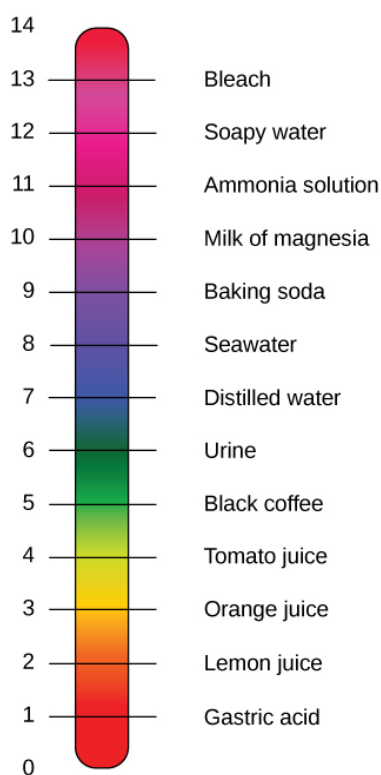 14
13 Bleach
12 Soapy water
11 Ammonia solution
10 Milk of magnesia
9 Baking soda
8 Seawater
7 Distilled water
6 Urine
5 Black coffee
4 Tomato juice
3 Orange juice
2 Lemon juice
1 Gastric acid
0